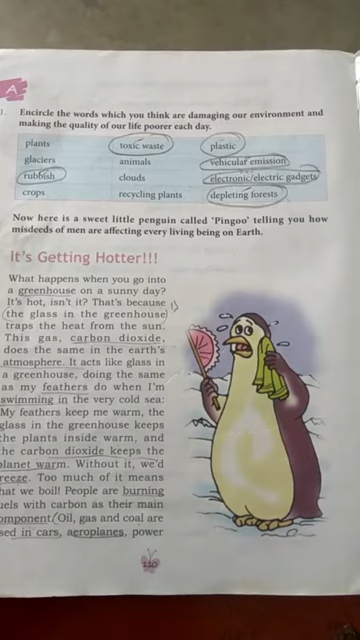 A
1. Encircle the words which you think are damaging our environment and
making the quality of our life poorer each day.
plants toxic waste plastic
glaciers animals vehicular emission
rubbish clouds electronic/electric gadgets
crops recycling plants depleting forests
Now here is a sweet little penguin called 'Pingoo' telling you how
misdeeds of men are affecting every living being on Earth.
It's Getting Hotter!!!
What happens when you go into
a greenhouse on a sunny day?
It's hot, isn't it? That's because
(the glass in the greenhouse)
traps the heat from the sun.
This gas, carbon dioxide,
does the same in the earth's
atmosphere. It acts like glass in
a greenhouse, doing the same
as my feathers do when I'm
swimming in the very cold sea:
My feathers keep me warm, the
glass in the greenhouse keeps
the plants inside warm, and
the carbon dioxide keeps the
planet warm. Without it, we'd
reeze. Too much of it means
hat we boil! People are burning
uels with carbon as their main
omponent (Oil, gas and coal are
sed in cars, aeroplanes, power
110